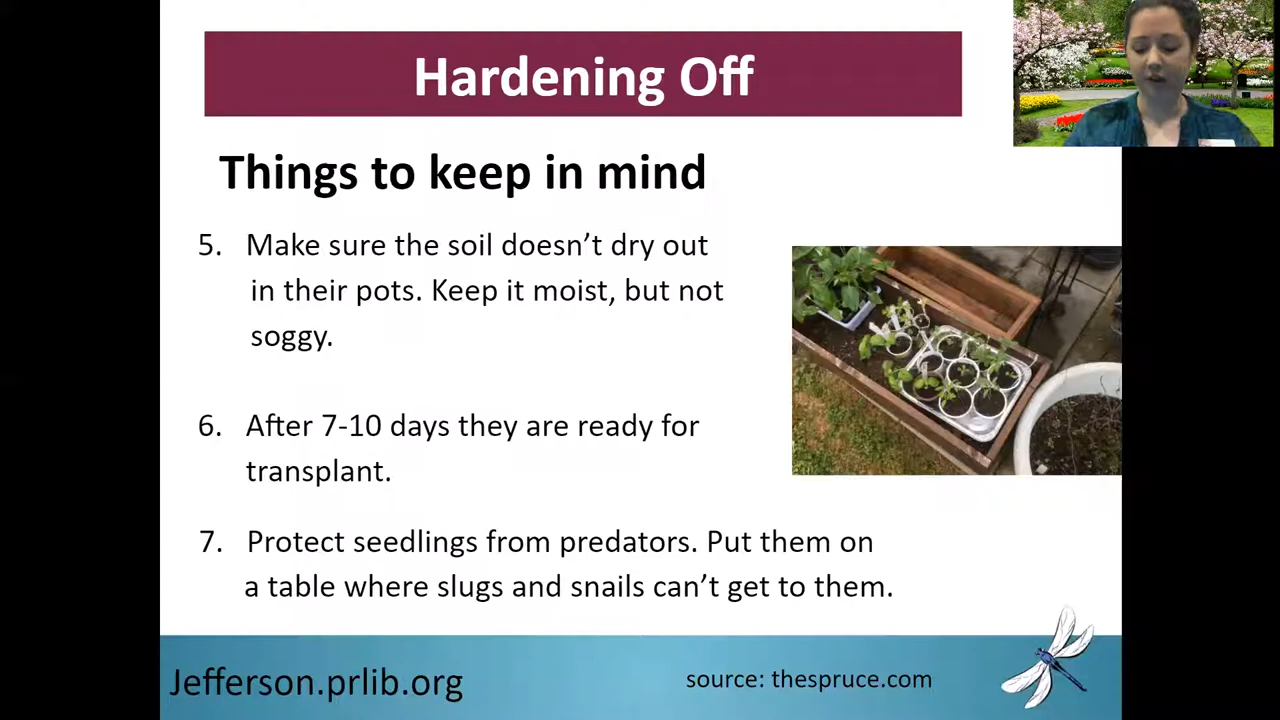 Hardening Off
Things to keep in mind
5. Make sure the soil doesn’t dry out
in their pots. Keep it moist, but not
soggy.
6. After 7-10 days they are ready for
transplant.
7. Protect seedlings from predators. Put them on
a table where slugs and snails can’t get to them.
Jefferson.prlib.org
source: thespruce.com